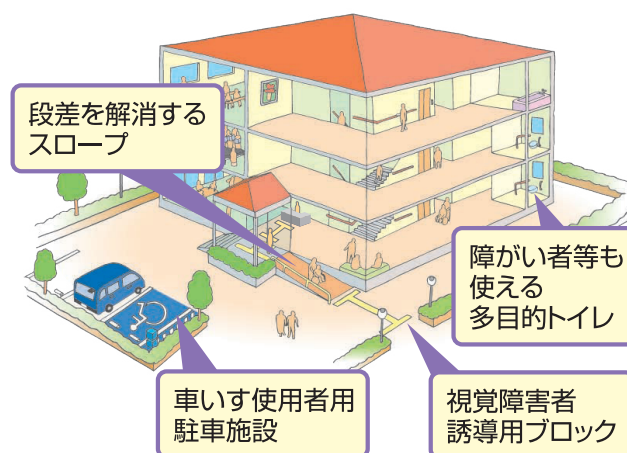 段差を解消する
スロープ
障がい者等も
使える
多目的トイレ
車いす使用者用
駐車施設
視覚障害者
誘導用ブロック